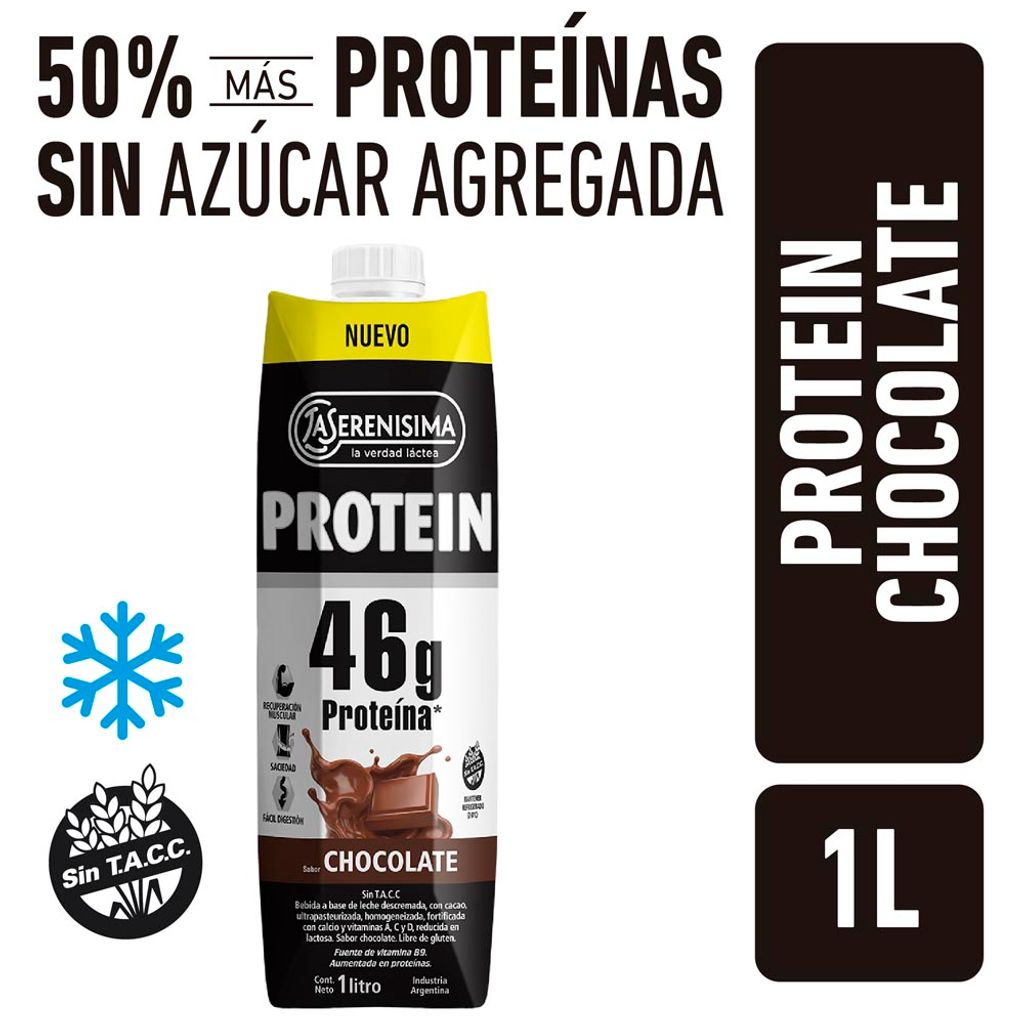 50% MÁS PROTEÍNAS
SIN AZÚCAR AGREGADA
NUEVO
LA SERENISIMA
la verdad láctea
PROTEIN
46g
Proteína*
RECUPERACIÓN
MUSCULAR
SACIEDAD
FÁCIL DIGESTIÓN
Sin T.A.C.C.
MANTENER
REFRIGERADO
Sabor CHOCOLATE
Sin T.A.C.C
Bebida a base de leche descremada, con cacao,
ultrapasteurizada, homogeneizada, fortificada
con calcio y vitaminas A, C y D, reducida en
lactosa. Sabor chocolate. Libre de gluten.
Fuente de vitamina B9.
Aumentada en proteínas.
Cont.
Neto 1 litro
Industria
Argentina
Sin T.A.C.C.
PROTEIN
CHOCOLATE
1L